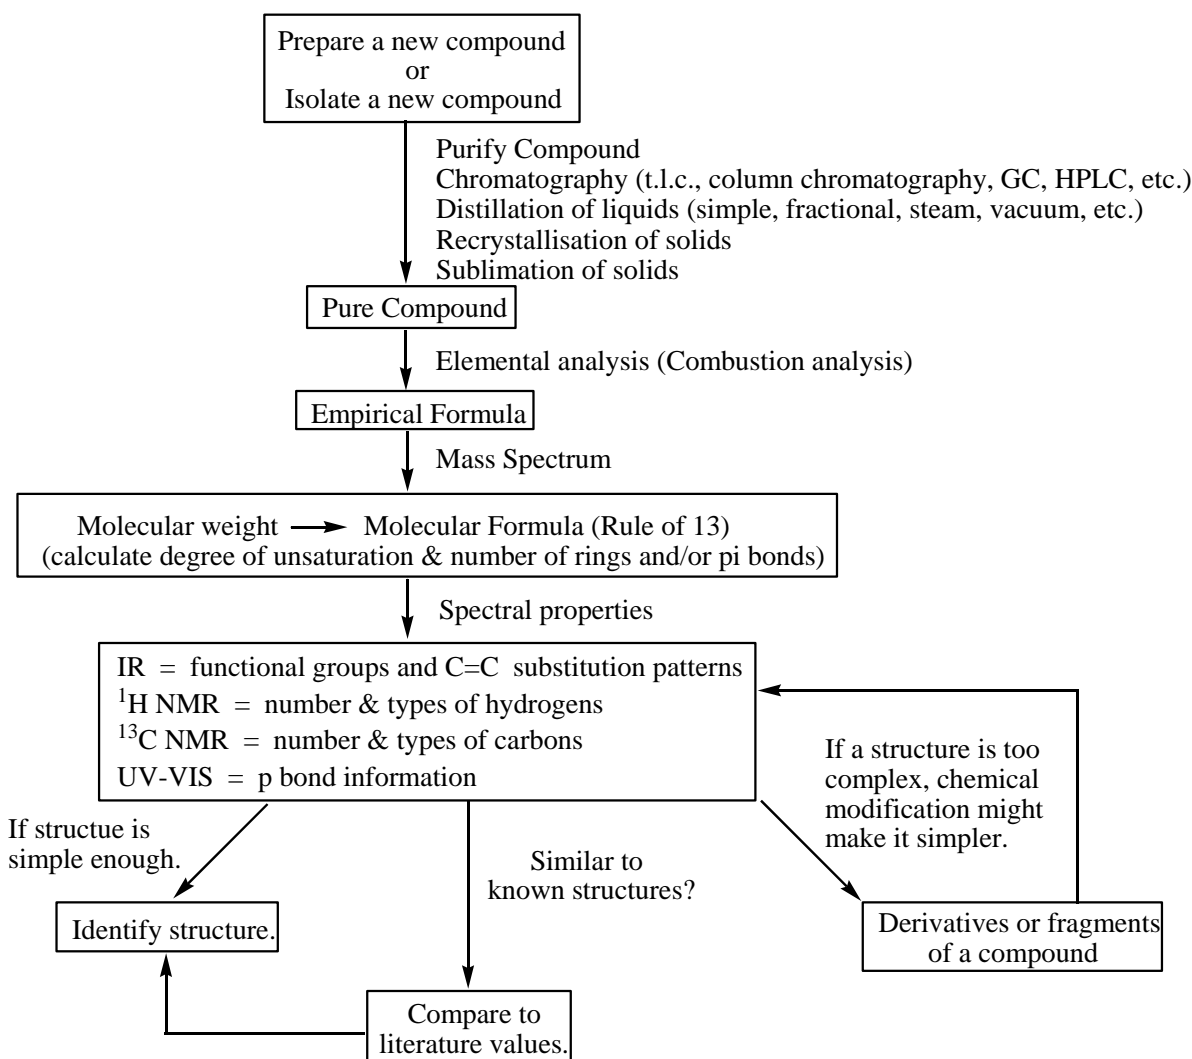 Prepare a new compound
or
Isolate a new compound
Purify Compound
Chromatography (t.l.c., column chromatography, GC, HPLC, etc.)
Distillation of liquids (simple, fractional, steam, vacuum, etc.)
Recrystallisation of solids
Sublimation of solids
Pure Compound
Elemental analysis (Combustion analysis)
Empirical Formula
Mass Spectrum
Molecular weight Molecular Formula (Rule of 13)
(calculate degree of unsaturation & number of rings and/or pi bonds)
Spectral properties
IR = functional groups and C=C substitution patterns
¹H NMR = number & types of hydrogens
¹³C NMR = number & types of carbons
UV-VIS = p bond information
If a structure is too
complex, chemical
modification might
make it simpler.
If structue is
simple enough.
Similar to
known structures?
Identify structure.
Derivatives or fragments
of a compound
Compare to
literature values.